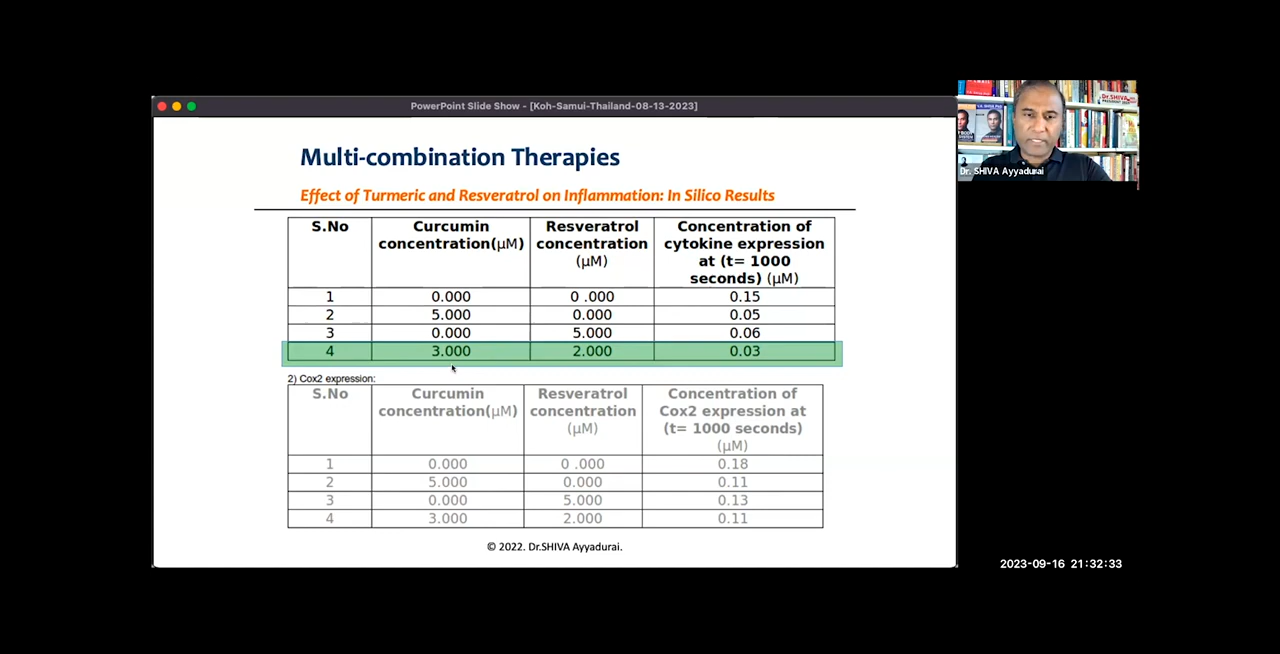 PowerPoint Slide Show - [Koh-Samui-Thailand-08-13-2023]
Dr. SHIVA Ayyadurai
Multi-combination Therapies
Effect of Turmeric and Resveratrol on Inflammation: In Silico Results
S.No Curcumin Resveratrol Concentration of
concentration(μM) concentration cytokine expression
(μM) at (t= 1000
seconds) (μM)
1 0.000 0 .000 0.15
2 5.000 0.000 0.05
3 0.000 5.000 0.06
4 3.000 2.000 0.03
2) Cox2 expression:
S.No Curcumin Resveratrol Concentration of
concentration(μM) concentration Cox2 expression at
(μM) (t= 1000 seconds)
(μM)
1 0.000 0 .000 0.18
2 5.000 0.000 0.11
3 0.000 5.000 0.13
4 3.000 2.000 0.11
© 2022. Dr.SHIVA Ayyadurai.
2023-09-16 21:32:33